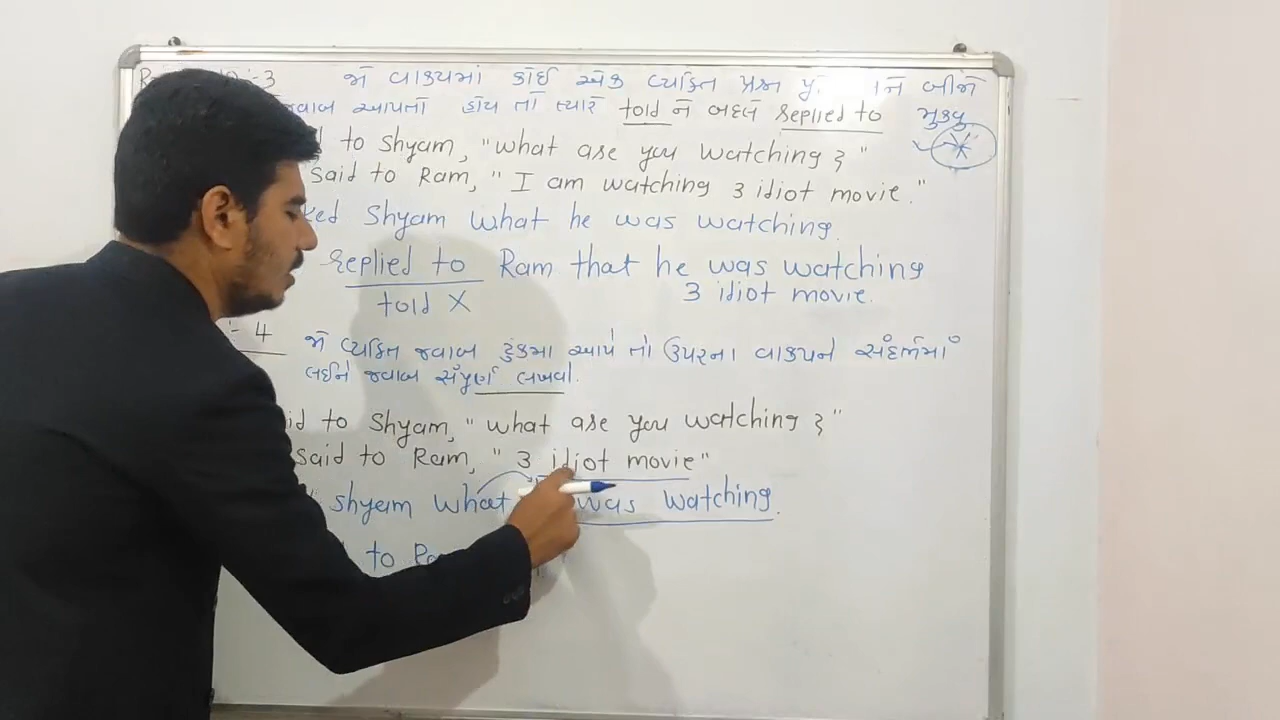 :-3 જો વાક્યમાં કોઈ એક વ્યક્તિ પ્રશ્ન પુ. ને બીજો
જવાબ આપતો હોય તો ત્યારે told ને બદલે replied to મુકવુ
to Shyam, "what are you watching ? "
said to Ram, " I am watching 3 idiot movie."
Shyam what he was watching.
replied to Ram that he was watching
3 idiot movie.
told X
:- 4 જો વ્યક્તિ જવાબ ટુંકમા આપે તો ઉપરના વાક્યને સંદર્ભમાં
લઈને જવાબ સંપુર્ણ લખવો.
to Shyam, "what are you watching ? "
said to Ram, " 3 idiot movie"
" shyam what was watching.
to